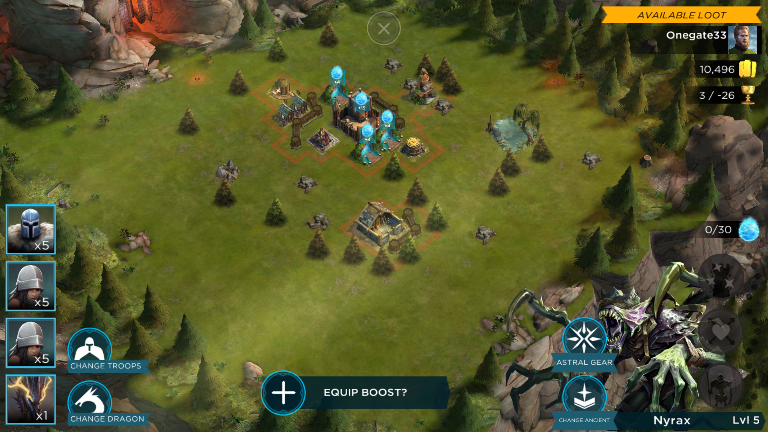 AVAILABLE LOOT
Onegate33
10,496
3 / -26
0/30
x5
x5
x5
x1
CHANGE TROOPS
CHANGE DRAGON
EQUIP BOOST?
ASTRAL GEAR
CHANGE ANCIENT
Nyrax
Lvl 5